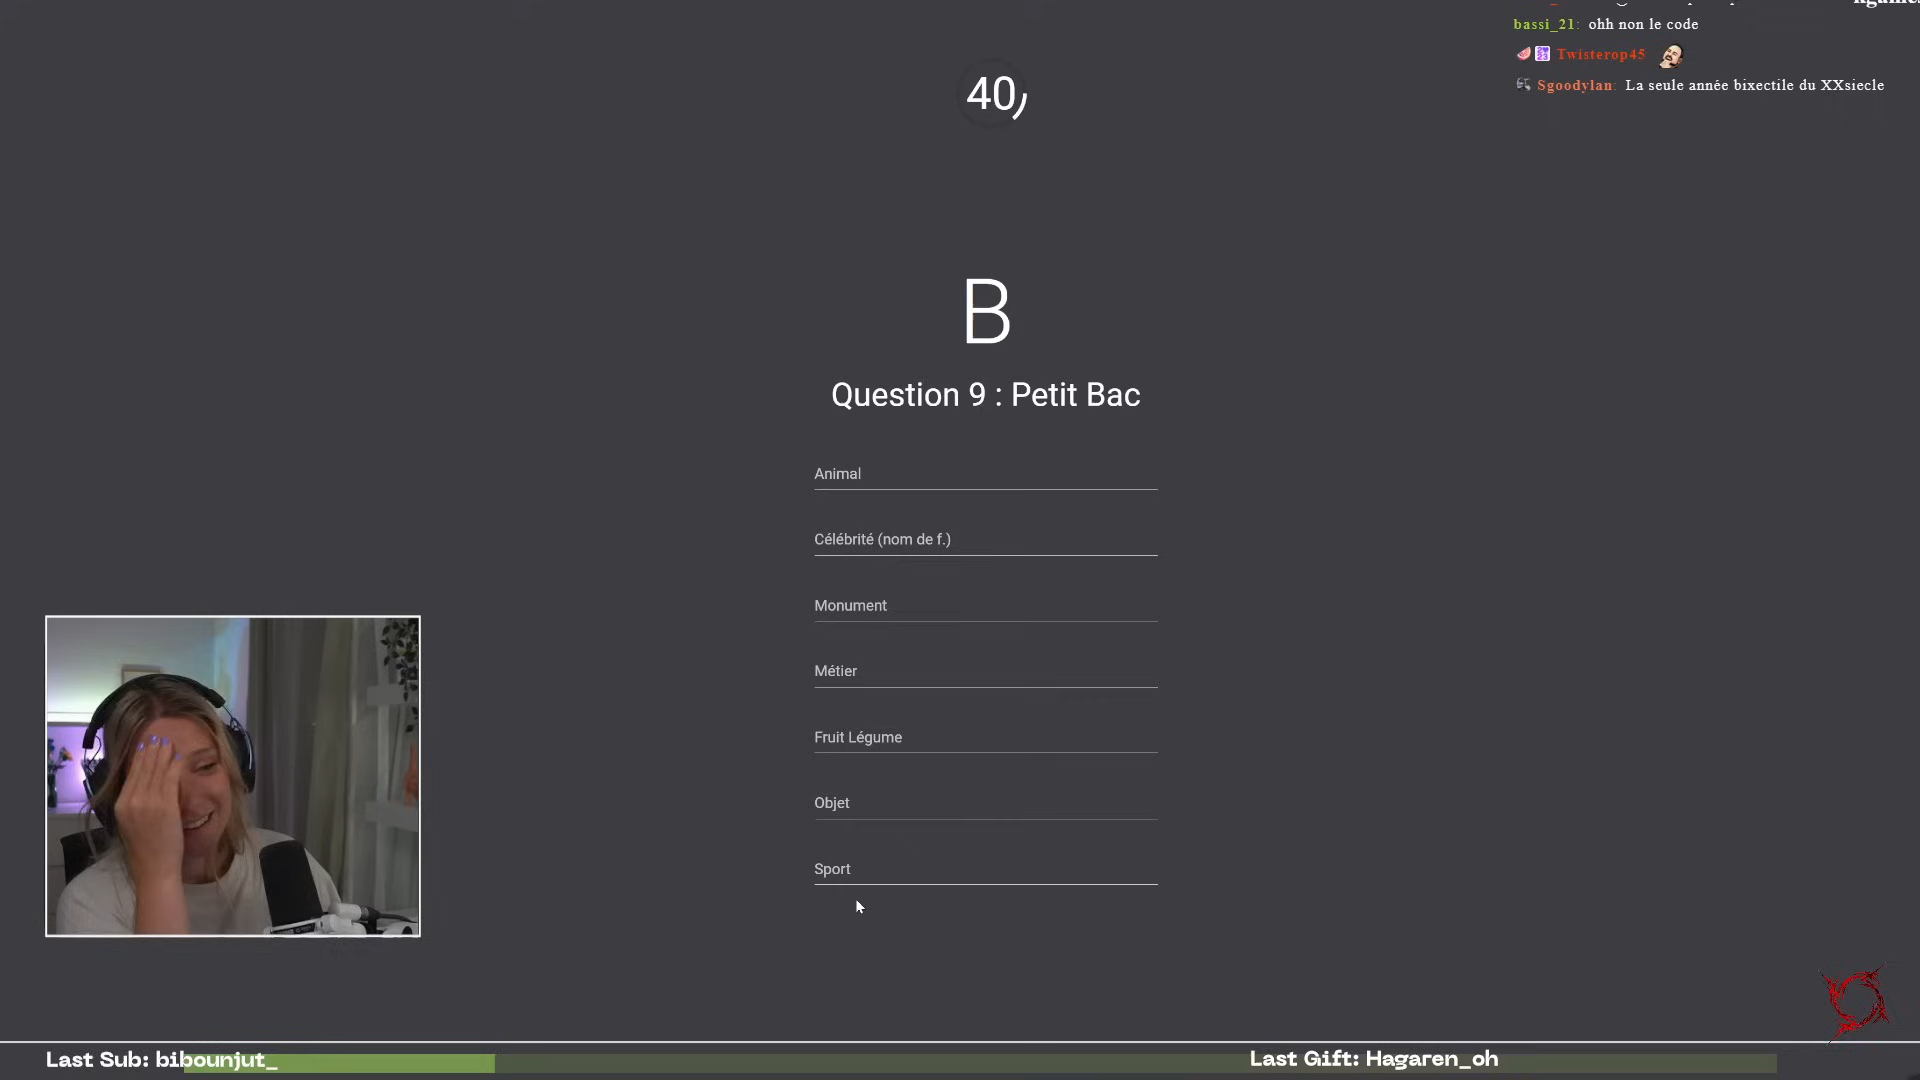 bassi_21: ohh non le code
Twisterop45
Sgoodylan: La seule année bixectile du XXsiecle
40
B
Question 9 : Petit Bac
Animal
Célébrité (nom de f.)
Monument
Métier
Fruit Légume
Objet
Sport
Last Sub: bibounjut_
Last Gift: Hagaren_oh